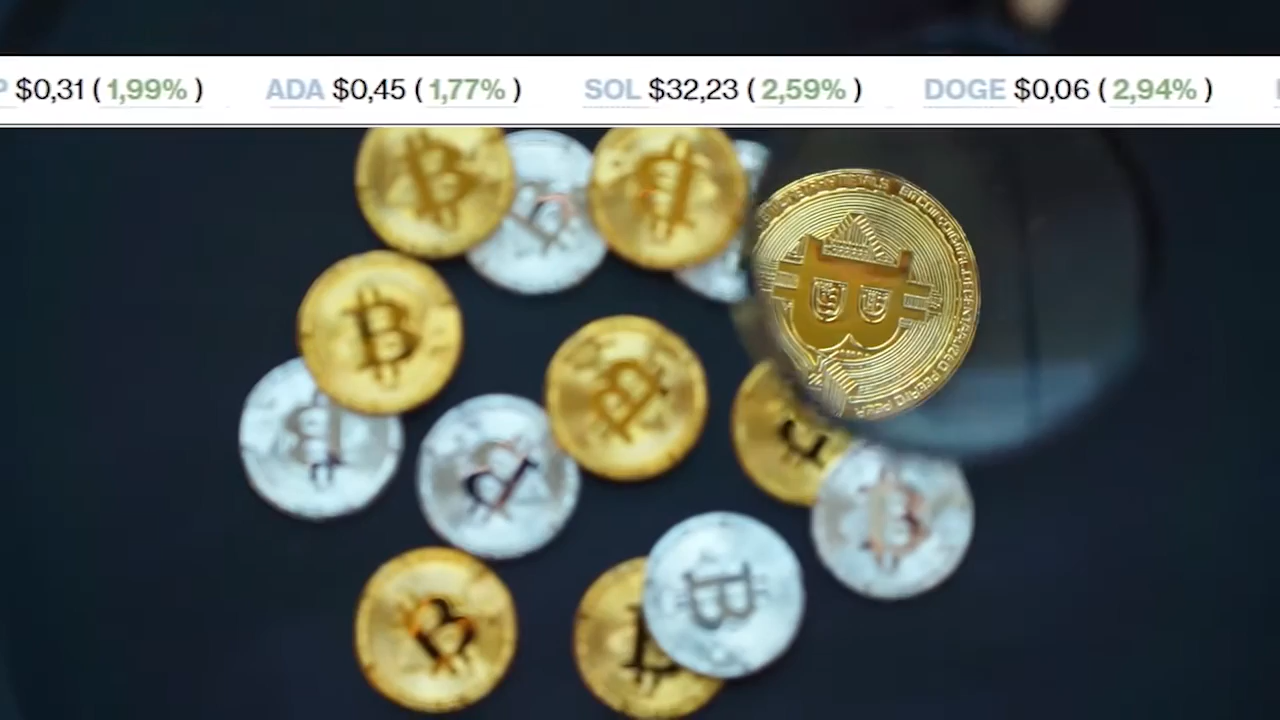 P $0,31 ( 1,99% ) ADA $0,45 ( 1,77% ) SOL $32,23 ( 2,59% ) DOGE $0,06 ( 2,94% )